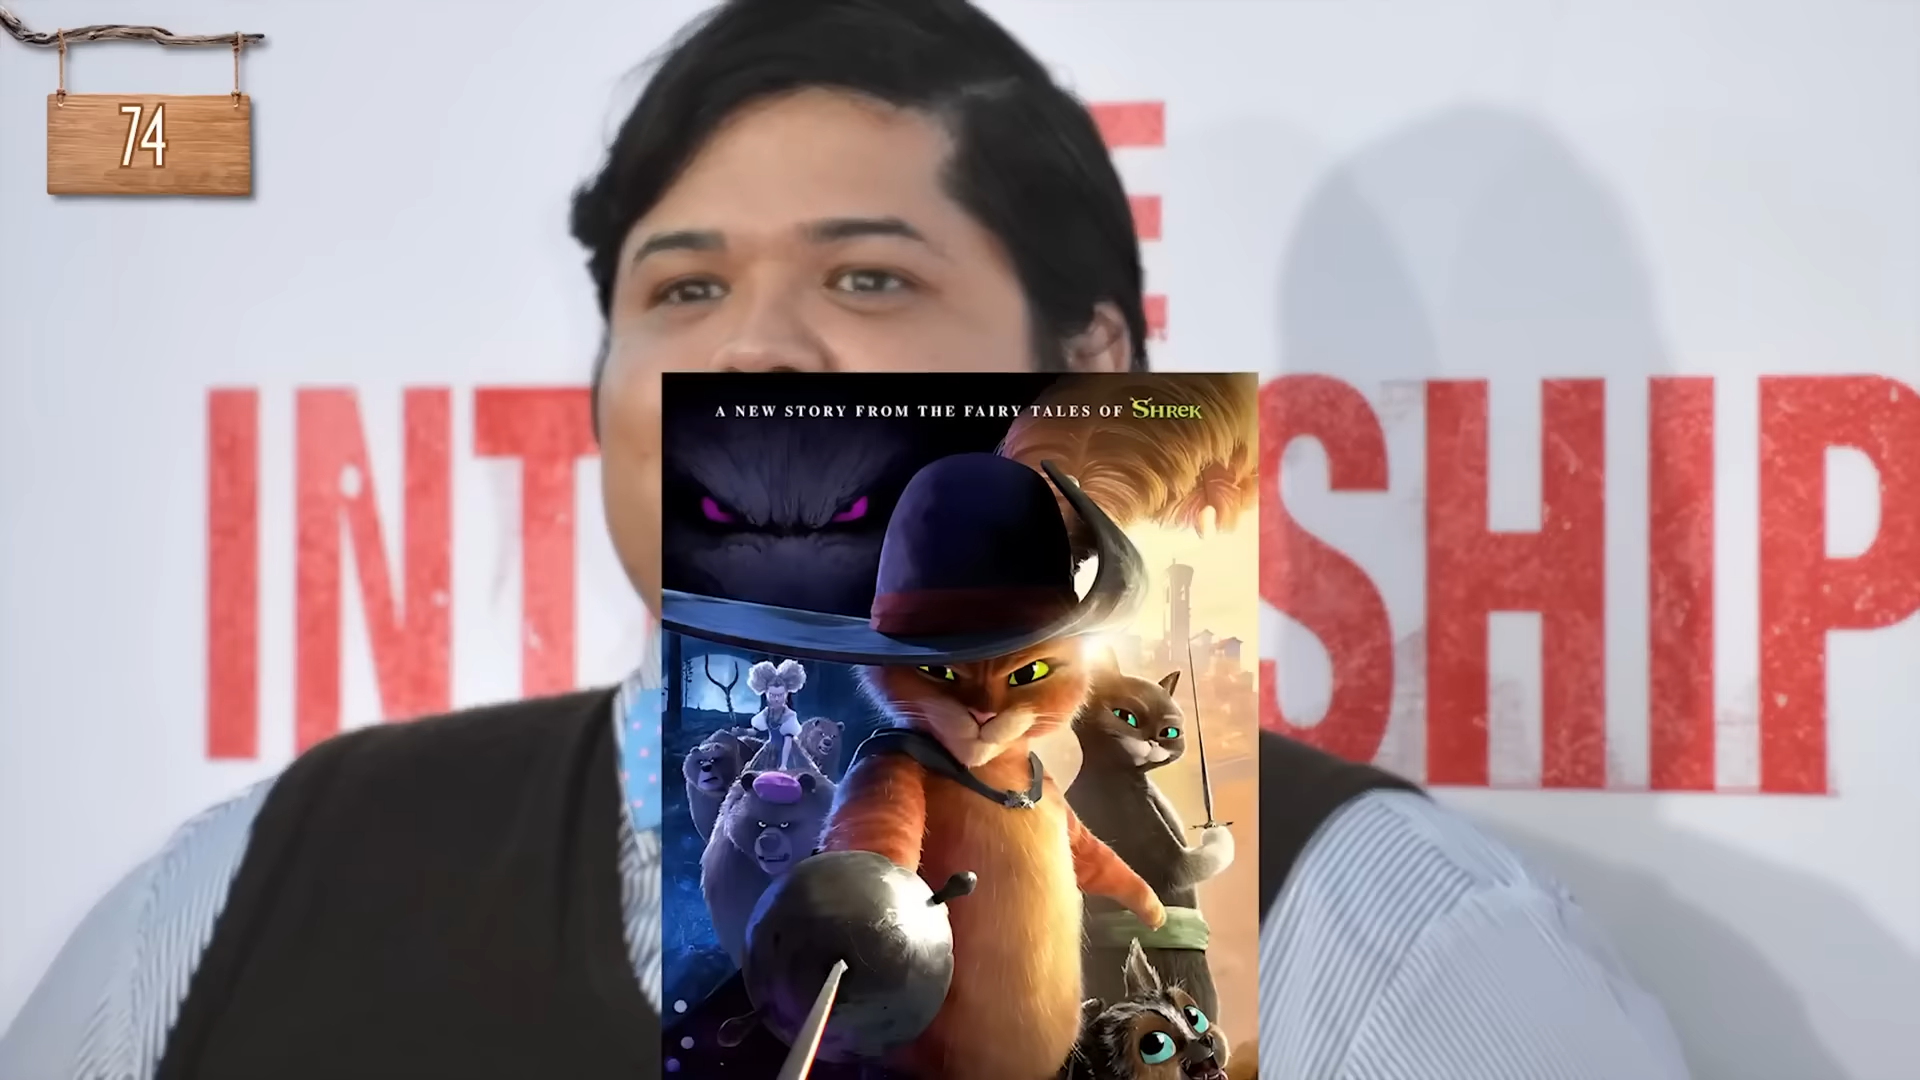 74
E
A NEW STORY FROM THE FAIRY TALES OF SHREK
INT SHIP